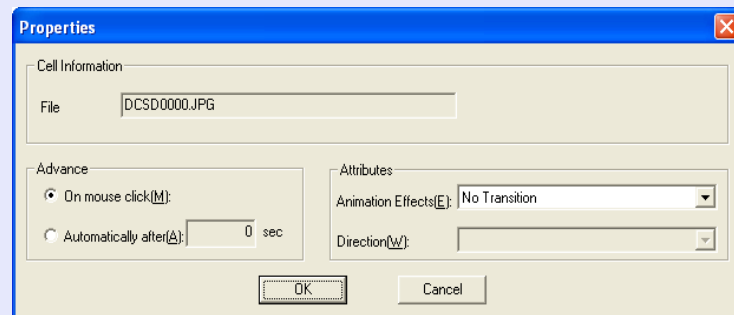 Properties
Cell Information
File DCSD0000.JPG
Advance
On mouse click(M):
Automatically after(A): 0 sec
Attributes
Animation Effects(E): No Transition
Direction(W):
OK Cancel